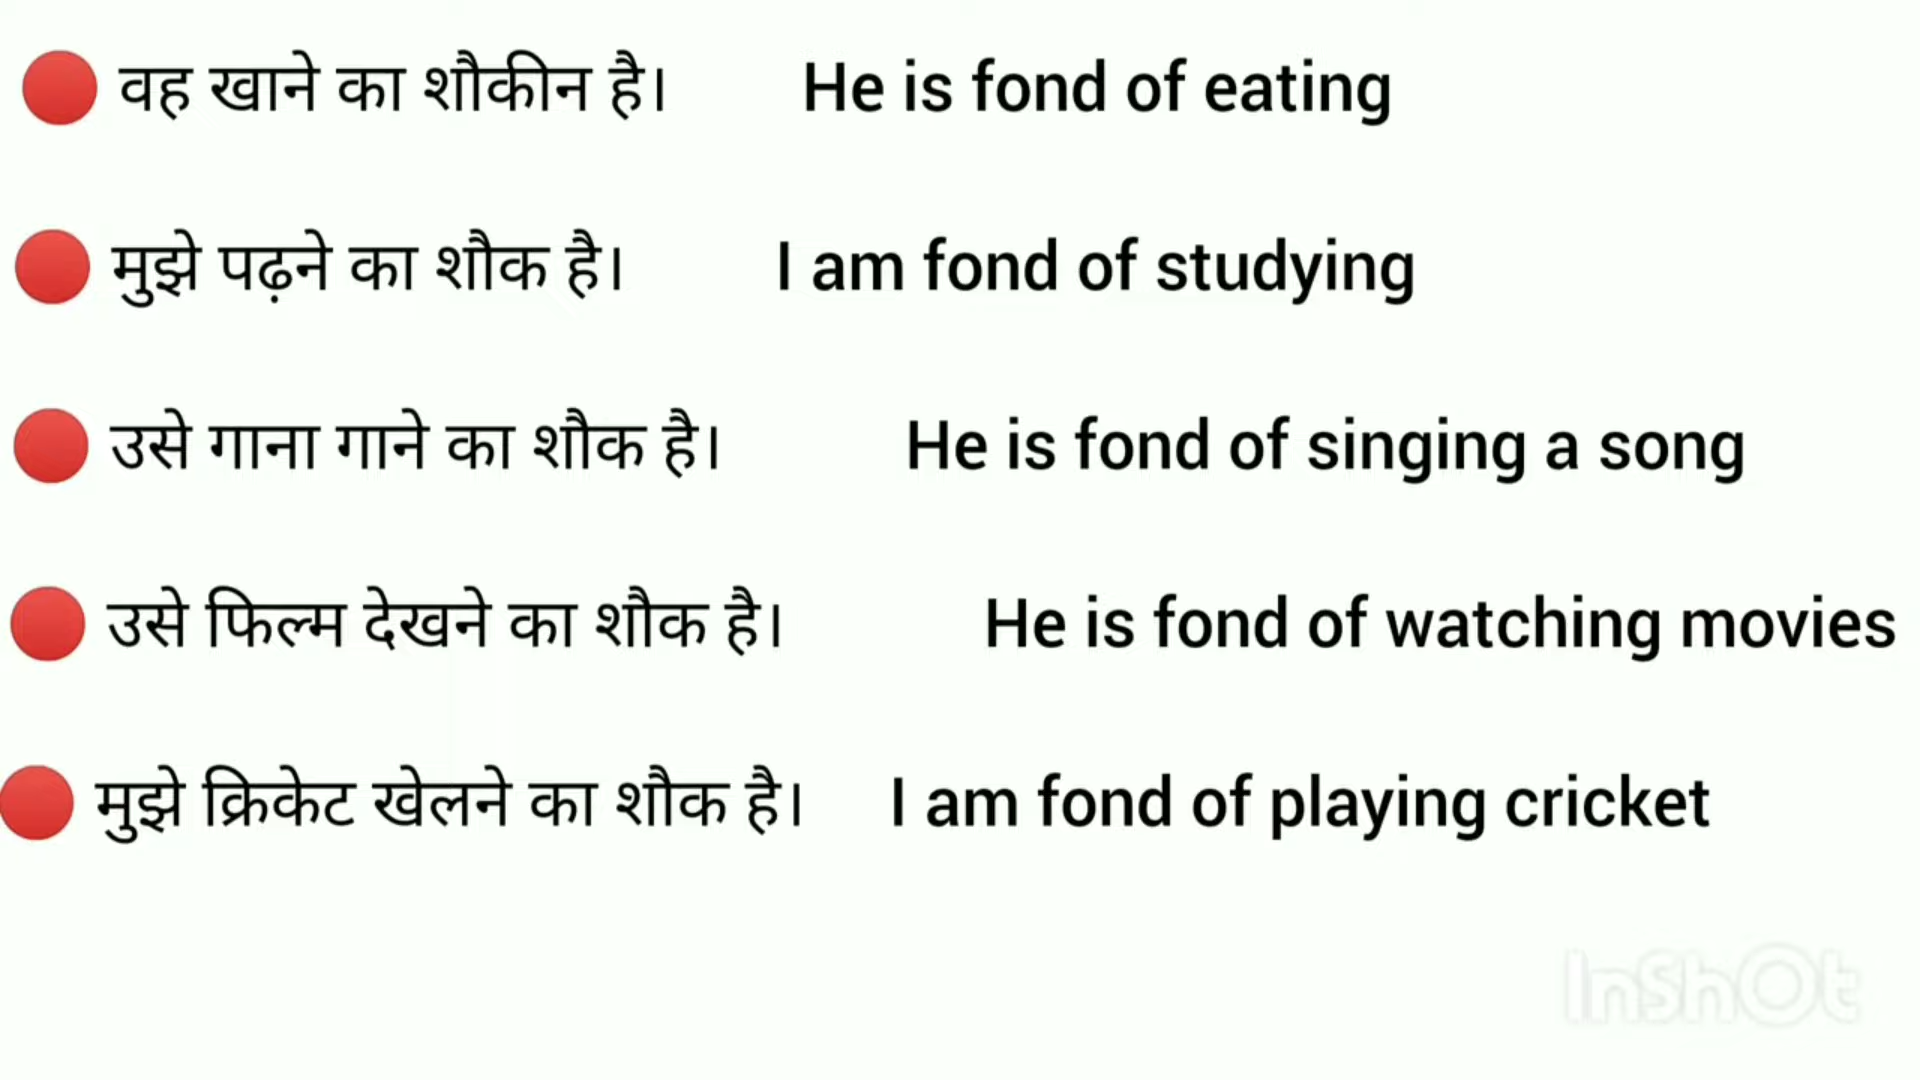 वह खाने का शौकीन है। He is fond of eating
मुझे पढ़ने का शौक है। I am fond of studying
उसे गाना गाने का शौक है। He is fond of singing a song
उसे फिल्म देखने का शौक है। He is fond of watching movies
मुझे क्रिकेट खेलने का शौक है। I am fond of playing cricket
InShOt